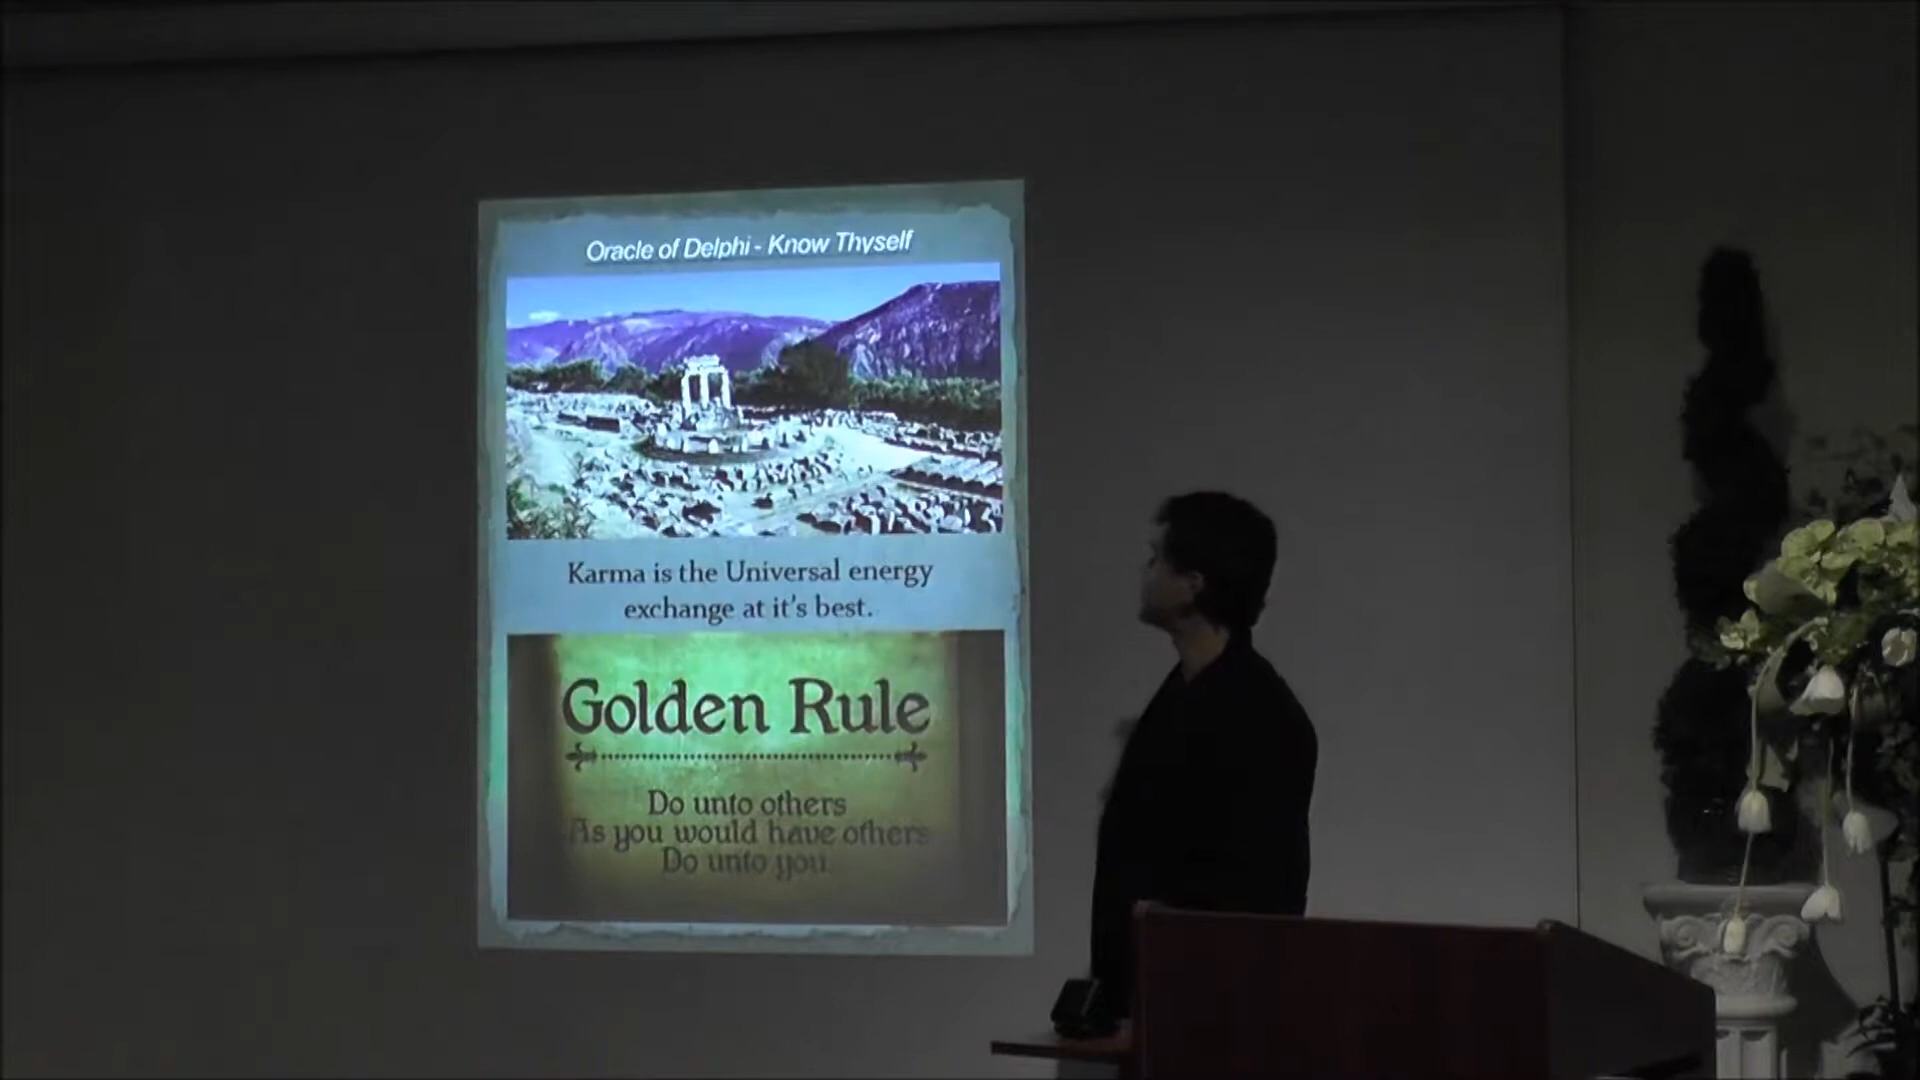 Oracle of Delphi - Know Thyself
Karma is the Universal energy
exchange at it's best.
Golden Rule
Do unto others
As you would have others
Do unto you.